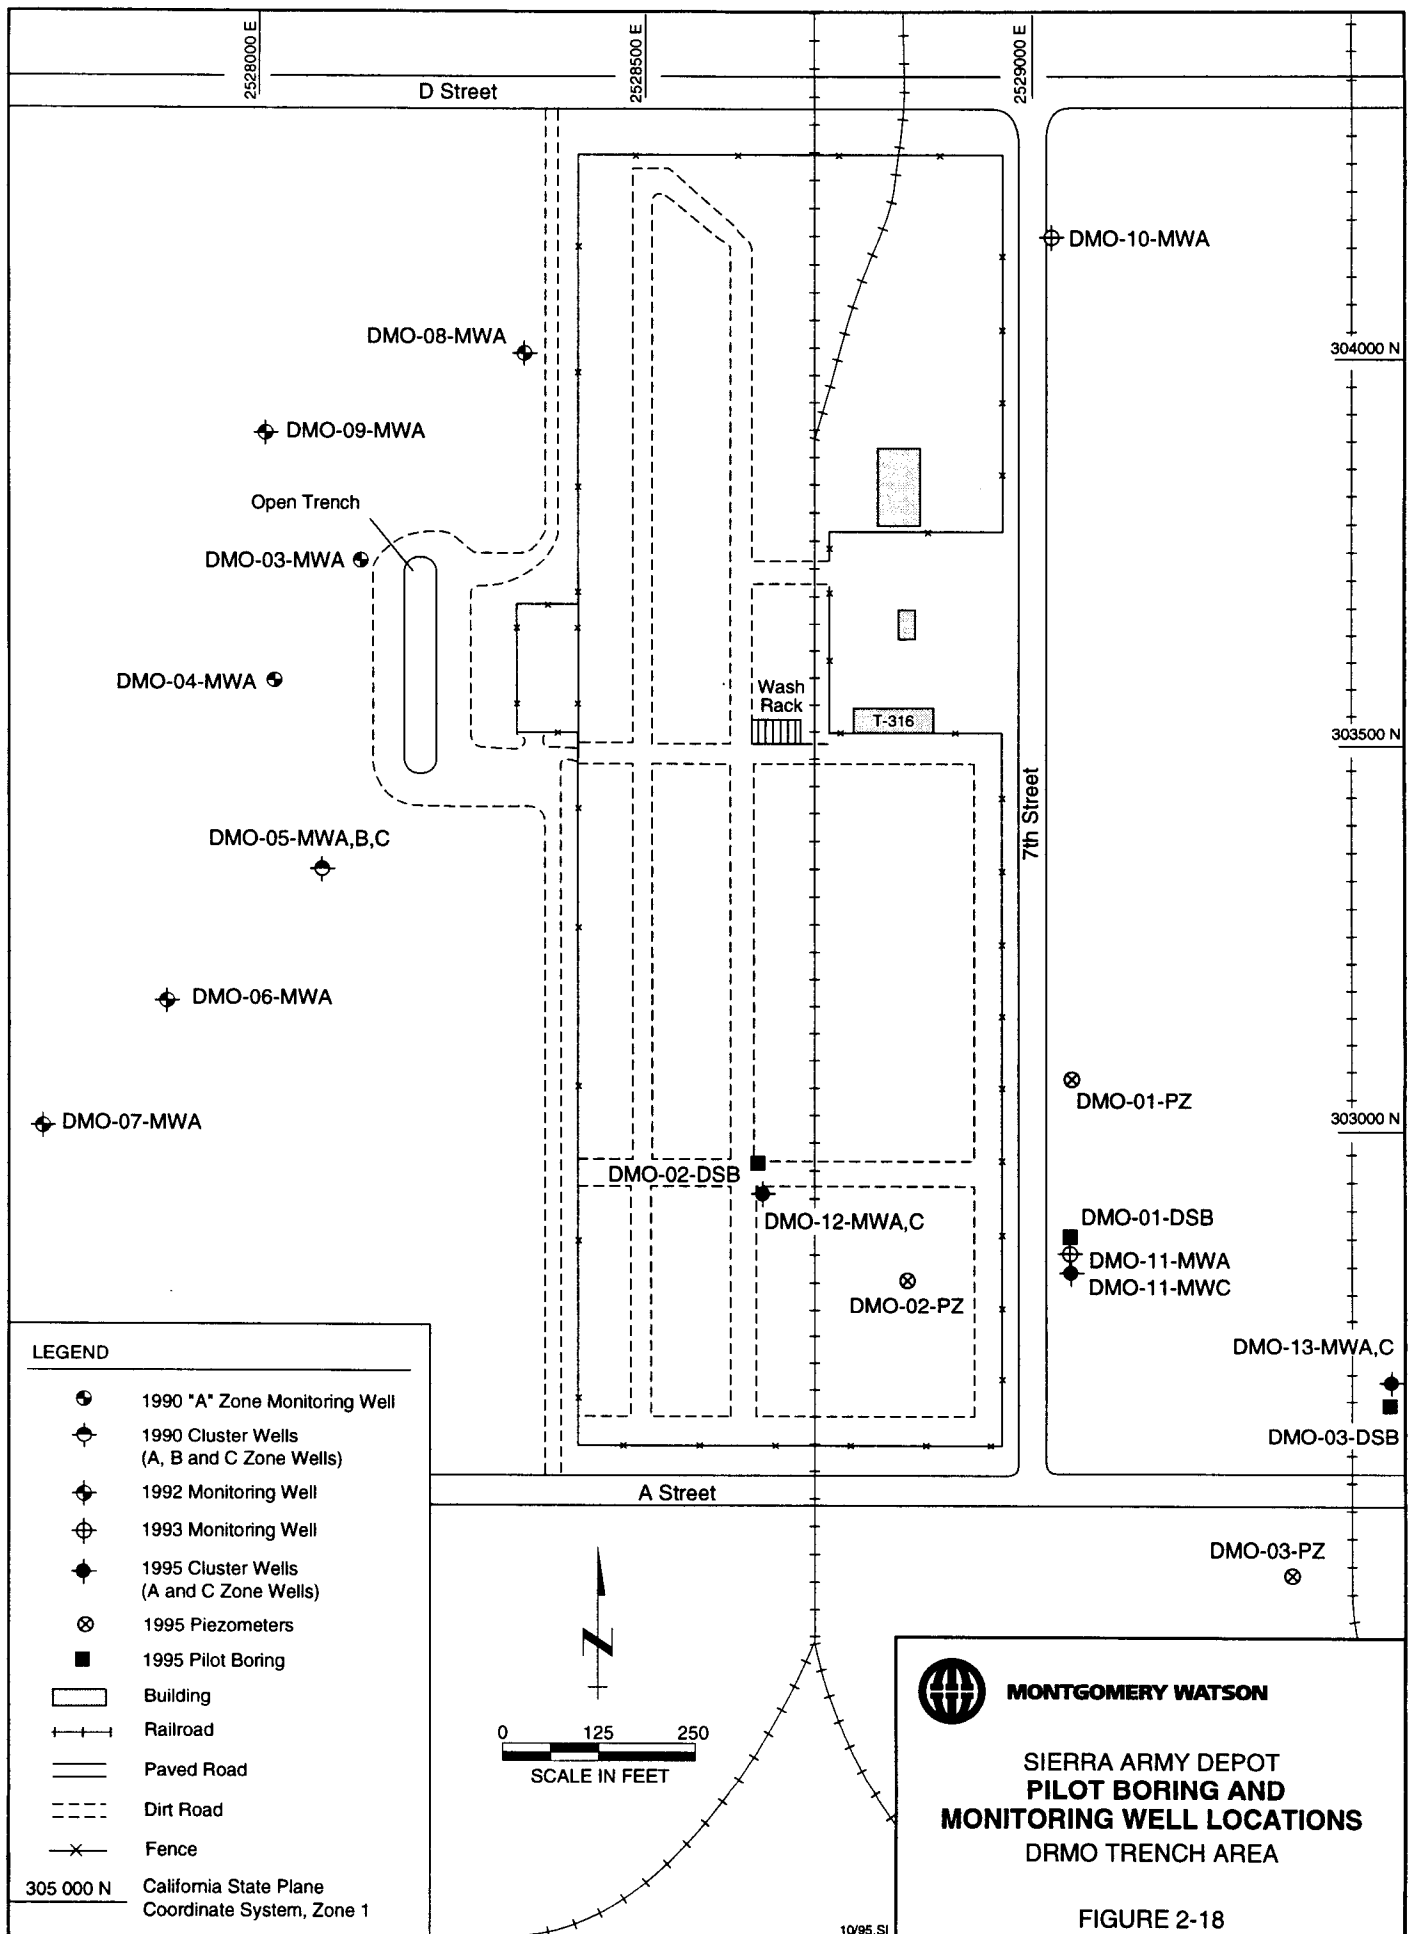 2528000 E
2528500 E
2529000 E
D Street
DMO-10-MWA
DMO-08-MWA
304000 N
DMO-09-MWA
Open Trench
DMO-03-MWA
DMO-04-MWA
Wash
Rack
T-316
303500 N
7th Street
DMO-05-MWA,B,C
DMO-06-MWA
DMO-01-PZ
DMO-07-MWA
303000 N
DMO-02-DSB
DMO-12-MWA,C
DMO-01-DSB
DMO-11-MWA
DMO-11-MWC
DMO-02-PZ
DMO-13-MWA,C
DMO-03-DSB
A Street
DMO-03-PZ
LEGEND
1990 "A" Zone Monitoring Well
1990 Cluster Wells
(A, B and C Zone Wells)
1992 Monitoring Well
1993 Monitoring Well
1995 Cluster Wells
(A and C Zone Wells)
1995 Piezometers
1995 Pilot Boring
Building
Railroad
Paved Road
Dirt Road
Fence
305 000 N California State Plane
Coordinate System, Zone 1
N
0 125 250
SCALE IN FEET
MONTGOMERY WATSON
SIERRA ARMY DEPOT
PILOT BORING AND
MONITORING WELL LOCATIONS
DRMO TRENCH AREA
FIGURE 2-18
10/95.SI